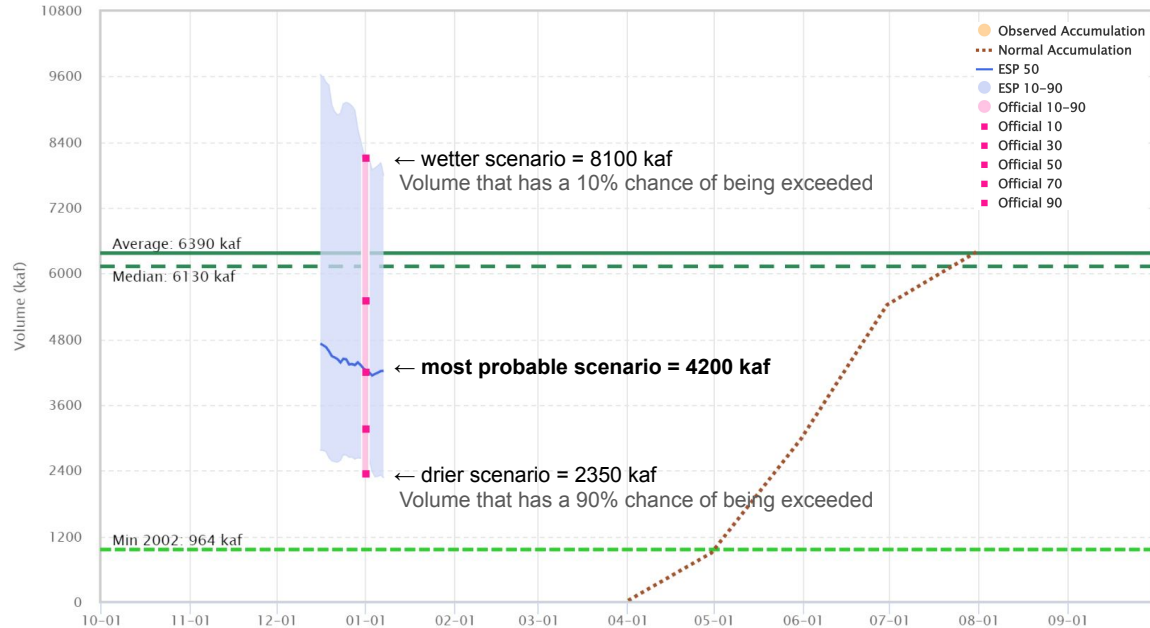 10800
9600
8400
7200
6000
4800
3600
2400
1200
0
Volume (kaf)
Observed Accumulation
Normal Accumulation
ESP 50
ESP 10-90
Official 10-90
Official 10
Official 30
Official 50
Official 70
Official 90
← wetter scenario = 8100 kaf
Volume that has a 10% chance of being exceeded
Average: 6390 kaf
Median: 6130 kaf
← most probable scenario = 4200 kaf
← drier scenario = 2350 kaf
Volume that has a 90% chance of being exceeded
Min 2002: 964 kaf
10-01 11-01 12-01 01-01 02-01 03-01 04-01 05-01 06-01 07-01 08-01 09-01